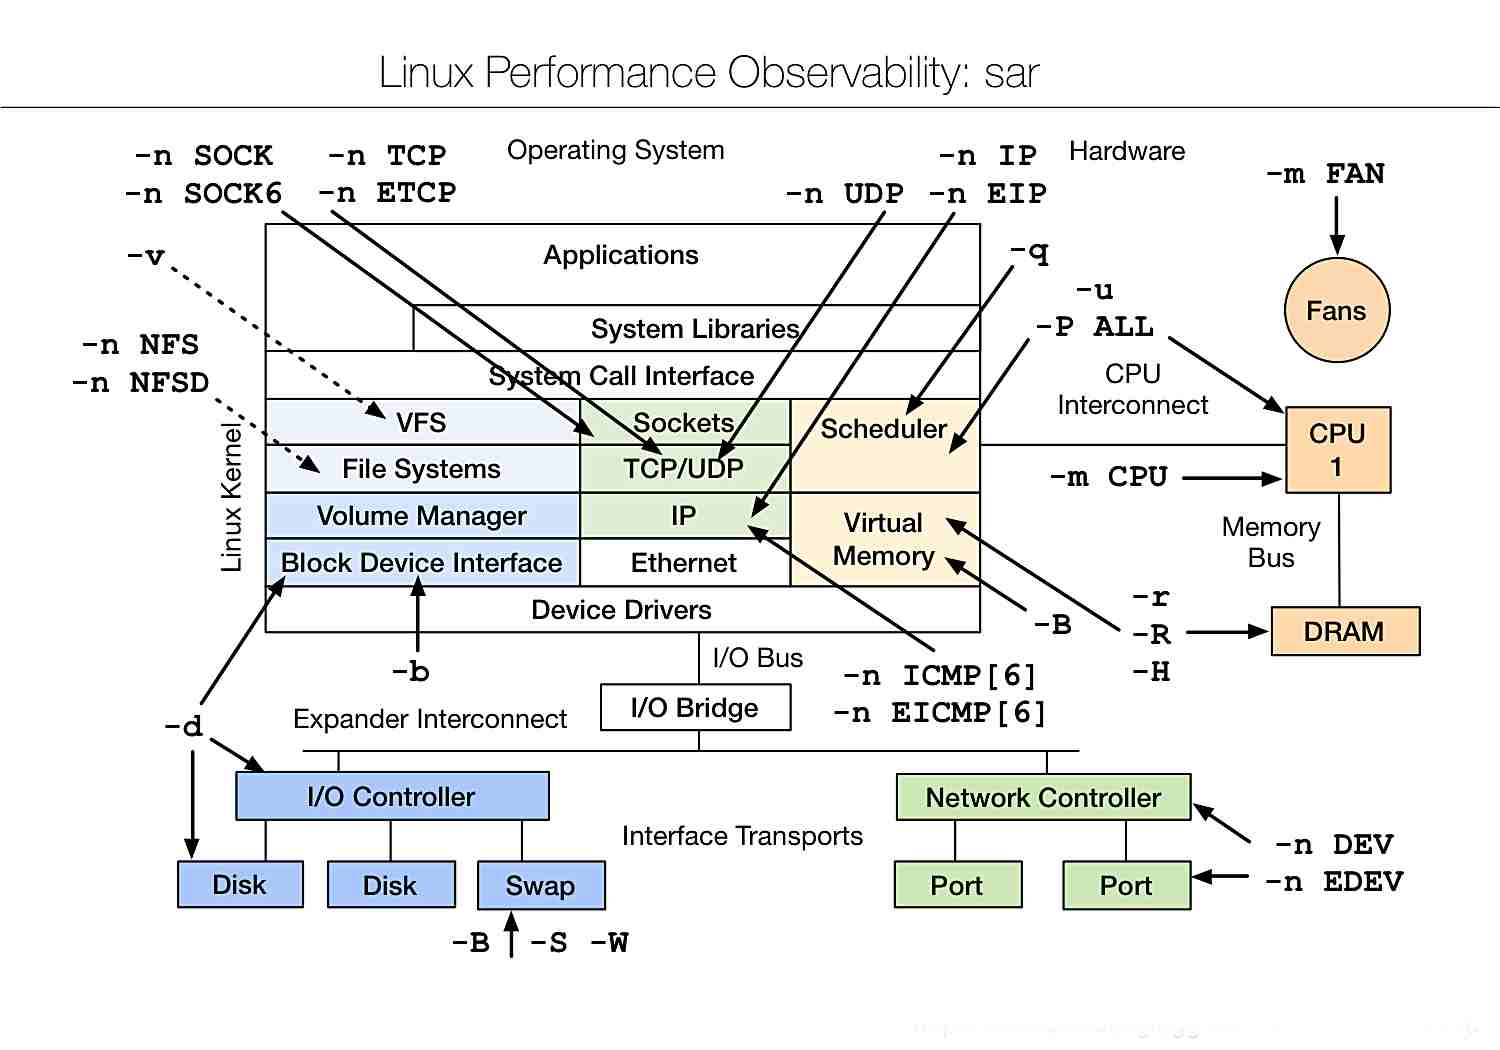 Linux Performance Observability: sar
-n SOCK
-n SOCK6
-n TCP
-n ETCP
Operating System
-n UDP
-n IP
-n EIP
Hardware
-m FAN
-v
Applications
-q
-u
-P ALL
Fans
System Libraries
-n NFS
-n NFSD
System Call Interface
CPU
Interconnect
Linux Kernel
VFS
Sockets
Scheduler
CPU
1
File Systems
TCP/UDP
-m CPU
Volume Manager
IP
Virtual
Memory
Memory
Bus
Block Device Interface
Ethernet
Device Drivers
-B
-r
-R
-H
DRAM
-b
I/O Bus
-n ICMP[6]
-n EICMP[6]
-d
Expander Interconnect
I/O Bridge
I/O Controller
Network Controller
Interface Transports
-n DEV
-n EDEV
Disk
Disk
Swap
Port
Port
-B
-S -W